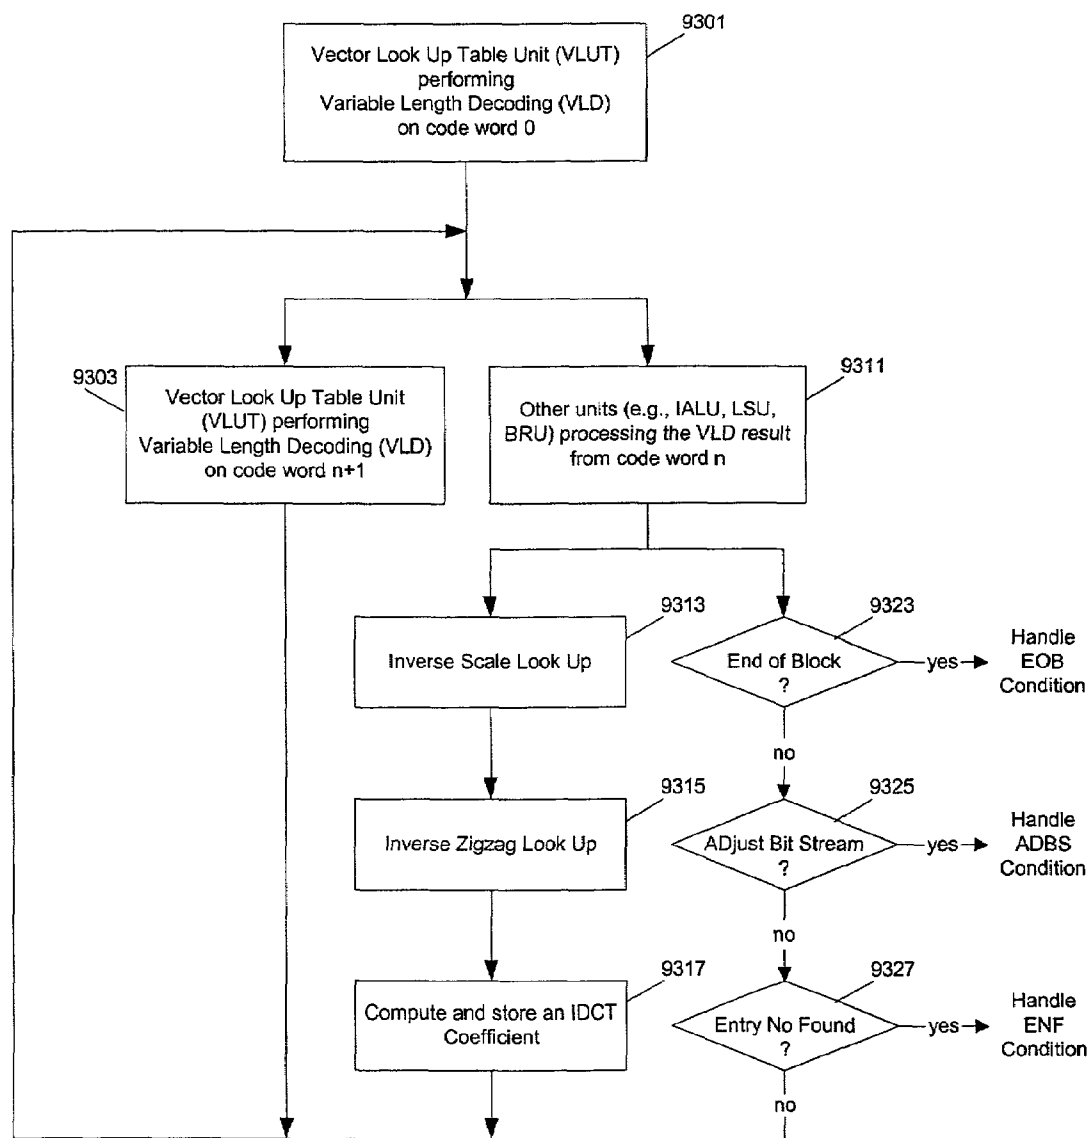 9301
Vector Look Up Table Unit (VLUT)
performing
Variable Length Decoding (VLD)
on code word 0
9303
Vector Look Up Table Unit
(VLUT) performing
Variable Length Decoding (VLD)
on code word n+1
9311
Other units (e.g., IALU, LSU,
BRU) processing the VLD result
from code word n
9313
Inverse Scale Look Up
9323
End of Block
?
yes
Handle
EOB
Condition
no
9315
Inverse Zigzag Look Up
9325
ADjust Bit Stream
?
yes
Handle
ADBS
Condition
no
9317
Compute and store an IDCT
Coefficient
9327
Entry No Found
?
yes
Handle
ENF
Condition
no